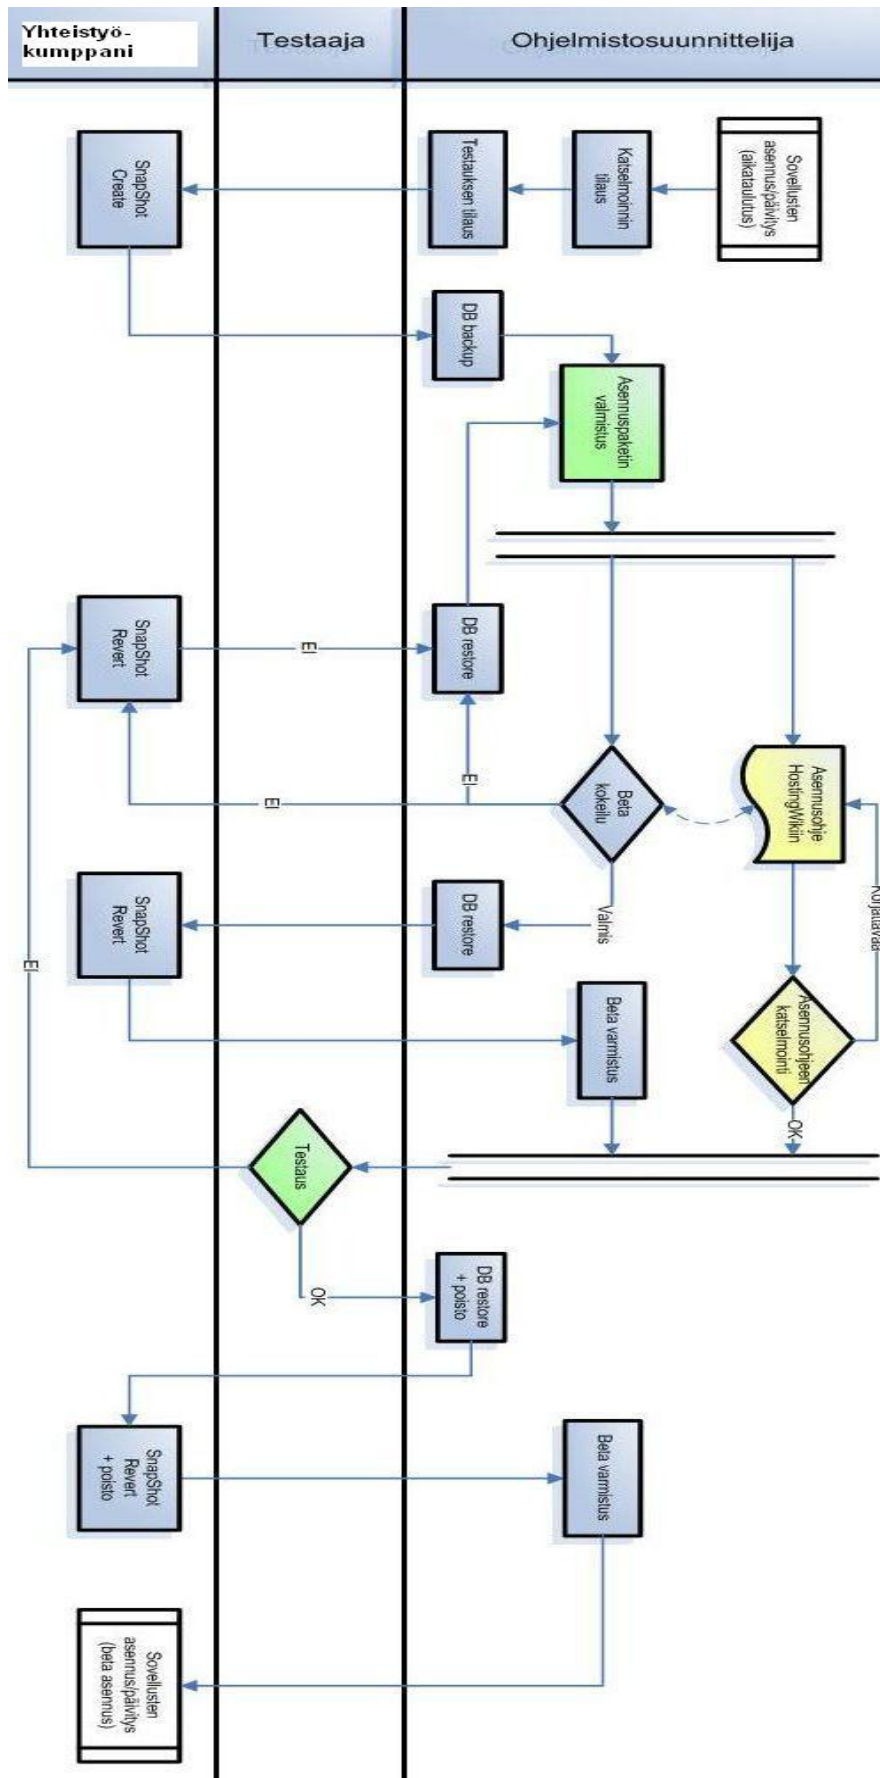 Yhteistyö-
kumppani
Testaaja
Ohjelmistosuunnittelija
Sovellusten
asennus/päivitys
(aikataulutus)
Katselmoinnin
tilaus
Testauksen tilaus
SnapShot
Create
DB backup
Asennuspaketin
valmistus
SnapShot
Revert
EI
DB restore
EI
EI
Beta
kokeilu
Asennusohje
HostingWikiin
Korjattavaa
Valmis
DB restore
SnapShot
Revert
EI
Beta varmistus
Asennusohjeen
katselmointi
OK
Testaus
OK
DB restore
+ poisto
SnapShot
Revert
+ poisto
Beta varmistus
Sovellusten
asennus/päivitys
(beta asennus)